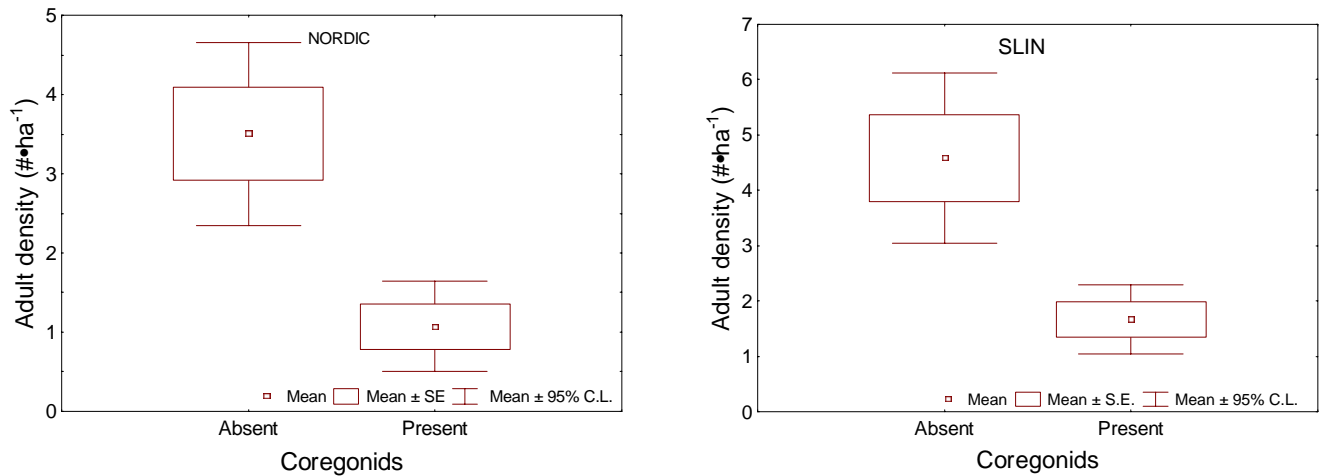 NORDIC
Adult density (#•ha⁻¹)
5
4
3
2
1
0
Mean Mean ± SE Mean ± 95% C.L.
Absent Present
Coregonids
SLIN
Adult density (#•ha⁻¹)
7
6
5
4
3
2
1
0
Mean Mean ± S.E. Mean ± 95% C.L.
Absent Present
Coregonids